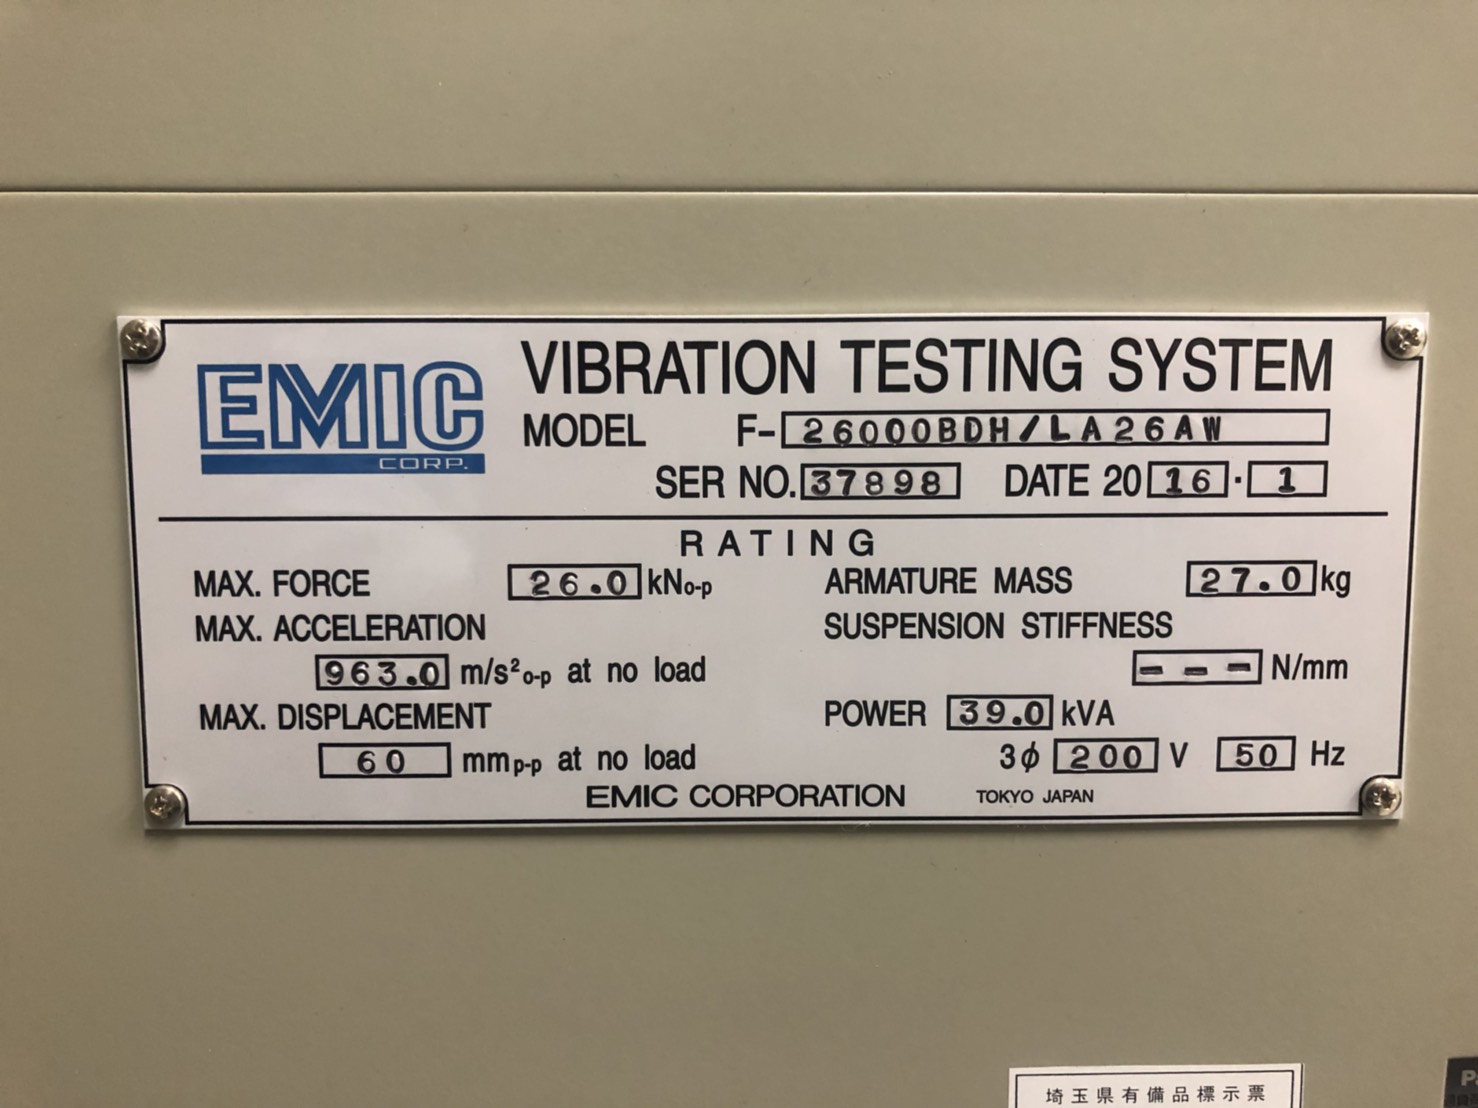 EMIC
CORP.
VIBRATION TESTING SYSTEM
MODEL F-26000BDH/LA26AW
SER NO. 37898 DATE 20 16 · 1
RATING
MAX. FORCE 26.0 kNo-p
MAX. ACCELERATION
963.0 m/s²o-p at no load
MAX. DISPLACEMENT
60 mmp-p at no load
ARMATURE MASS 27.0 kg
SUSPENSION STIFFNESS
--- N/mm
POWER 39.0 kVA
3φ 200 V 50 Hz
EMIC CORPORATION TOKYO JAPAN
埼玉県有備品標示票